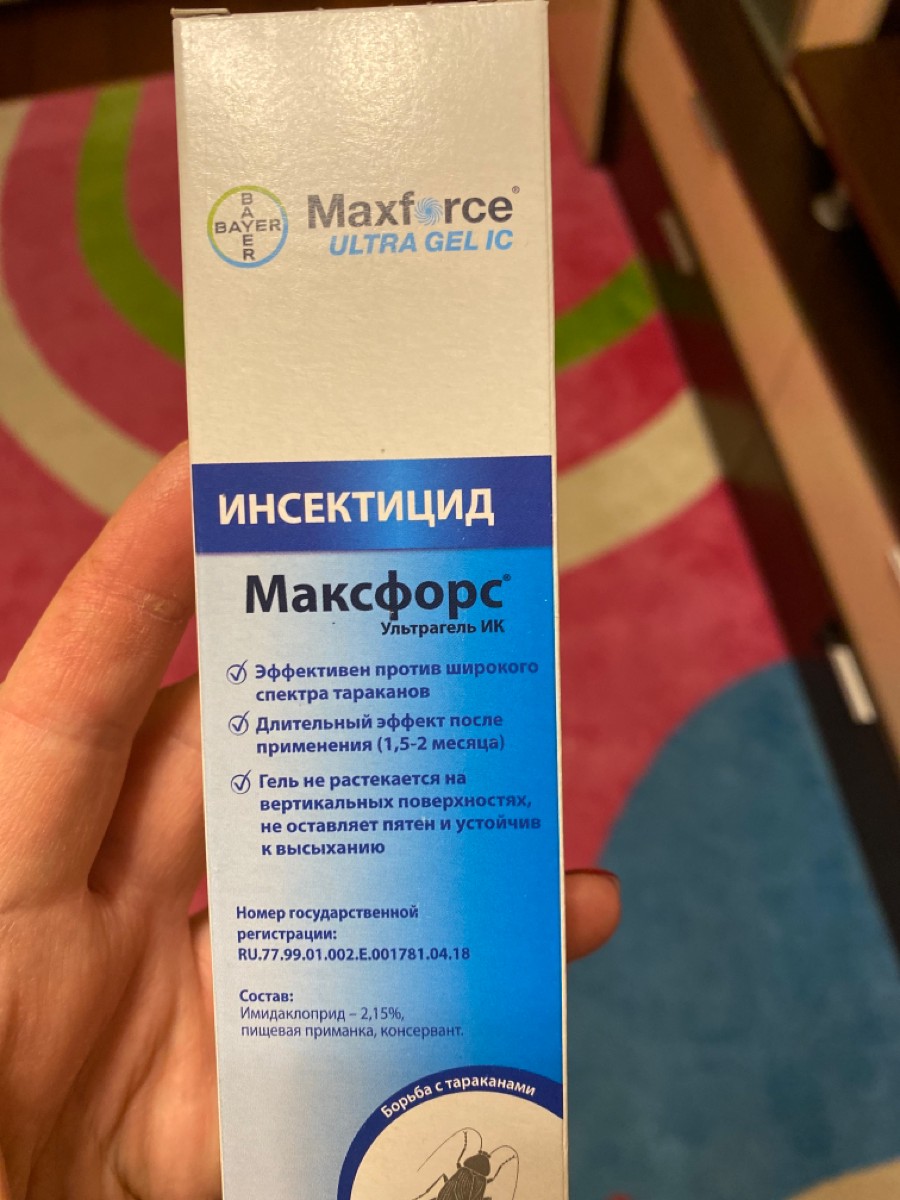 BAYER
BAYER
Maxforce®
ULTRA GEL IC
ИНСЕКТИЦИД
Максфорс®
Ультрагель ИК
Эффективен против широкого
спектра тараканов
Длительный эффект после
применения (1,5-2 месяца)
Гель не растекается на
вертикальных поверхностях,
не оставляет пятен и устойчив
к высыханию
Номер государственной
регистрации:
RU.77.99.01.002.Е.001781.04.18
Состав:
Имидаклоприд – 2,15%,
пищевая приманка, консервант.
Борьба с тараканами